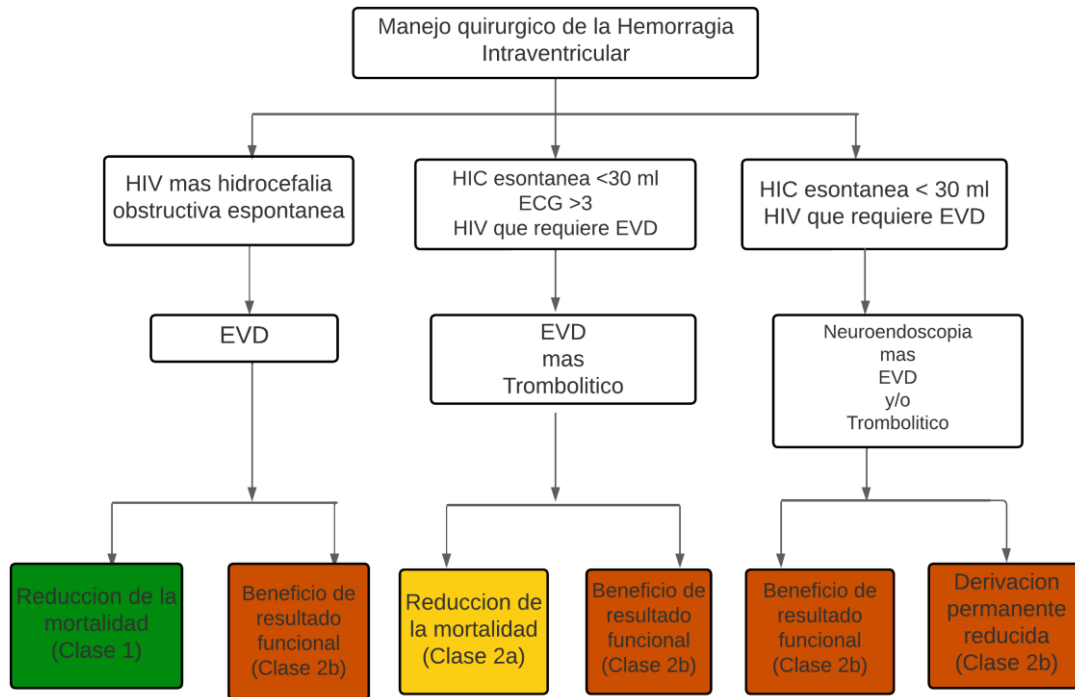 Manejo quirurgico de la Hemorragia
Intraventricular
HIV mas hidrocefalia
obstructiva espontanea
HIC esontanea <30 ml
ECG >3
HIV que requiere EVD
HIC esontanea < 30 ml
HIV que requiere EVD
EVD
EVD
mas
Trombolitico
Neuroendoscopia
mas
EVD
y/o
Trombolitico
Reduccion de la
mortalidad
(Clase 1)
Beneficio de
resultado
funcional
(Clase 2b)
Reduccion de
la mortalidad
(Clase 2a)
Beneficio de
resultado
funcional
(Clase 2b)
Beneficio de
resultado
funcional
(Clase 2b)
Derivacion
permanente
reducida
(Clase 2b)